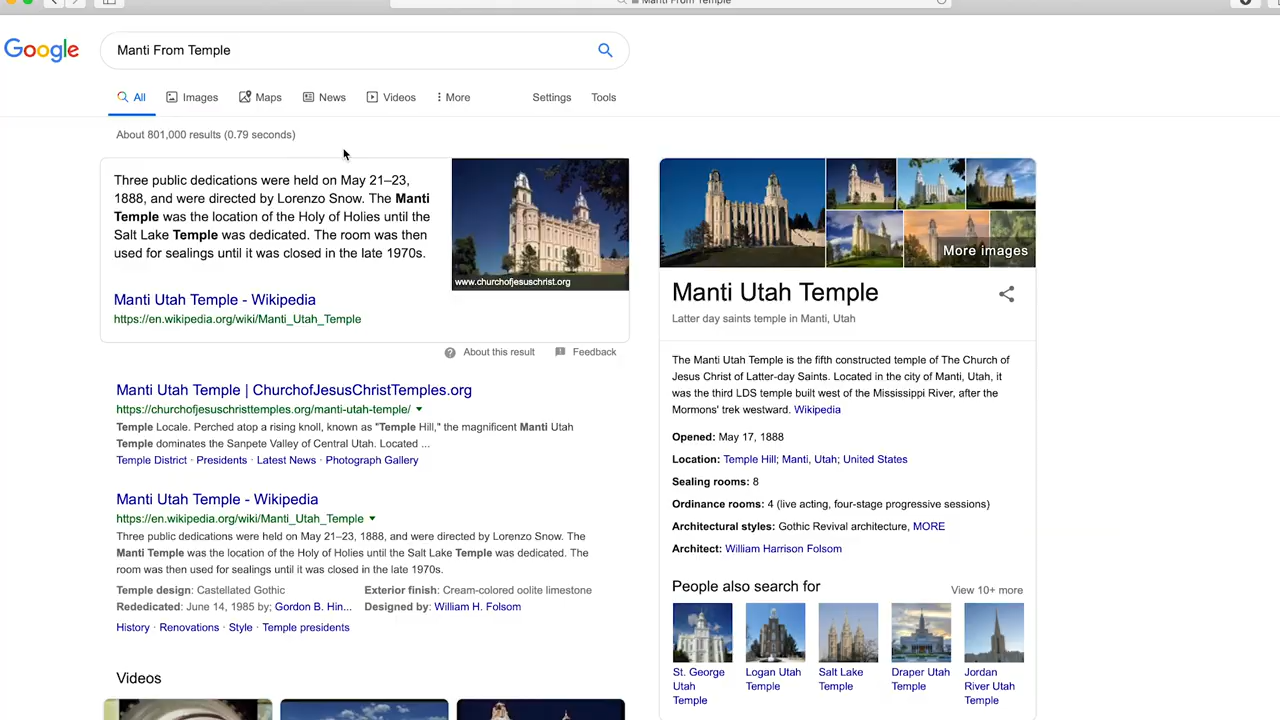 Manti From Temple
Google
Manti From Temple
All
Images
Maps
News
Videos
More
Settings
Tools
About 801,000 results (0.79 seconds)
Three public dedications were held on May 21–23,
1888, and were directed by Lorenzo Snow. The Manti
Temple was the location of the Holy of Holies until the
Salt Lake Temple was dedicated. The room was then
used for sealings until it was closed in the late 1970s.
www.churchofjesuschrist.org
Manti Utah Temple - Wikipedia
https://en.wikipedia.org/wiki/Manti_Utah_Temple
About this result
Feedback
Manti Utah Temple | ChurchofJesusChristTemples.org
https://churchofjesuschristtemples.org/manti-utah-temple/
Temple Locale. Perched atop a rising knoll, known as "Temple Hill," the magnificent Manti Utah
Temple dominates the Sanpete Valley of Central Utah. Located ...
Temple District · Presidents · Latest News · Photograph Gallery
Manti Utah Temple - Wikipedia
https://en.wikipedia.org/wiki/Manti_Utah_Temple
Three public dedications were held on May 21–23, 1888, and were directed by Lorenzo Snow. The
Manti Temple was the location of the Holy of Holies until the Salt Lake Temple was dedicated. The
room was then used for sealings until it was closed in the late 1970s.
Temple design: Castellated Gothic
Exterior finish: Cream-colored oolite limestone
Rededicated: June 14, 1985 by; Gordon B. Hin...
Designed by: William H. Folsom
History · Renovations · Style · Temple presidents
Videos
More images
Manti Utah Temple
Latter day saints temple in Manti, Utah
The Manti Utah Temple is the fifth constructed temple of The Church of
Jesus Christ of Latter-day Saints. Located in the city of Manti, Utah, it
was the third LDS temple built west of the Mississippi River, after the
Mormons' trek westward. Wikipedia
Opened: May 17, 1888
Location: Temple Hill; Manti, Utah; United States
Sealing rooms: 8
Ordinance rooms: 4 (live acting, four-stage progressive sessions)
Architectural styles: Gothic Revival architecture, MORE
Architect: William Harrison Folsom
People also search for
View 10+ more
St. George
Utah
Temple
Logan Utah
Temple
Salt Lake
Temple
Draper Utah
Temple
Jordan
River Utah
Temple